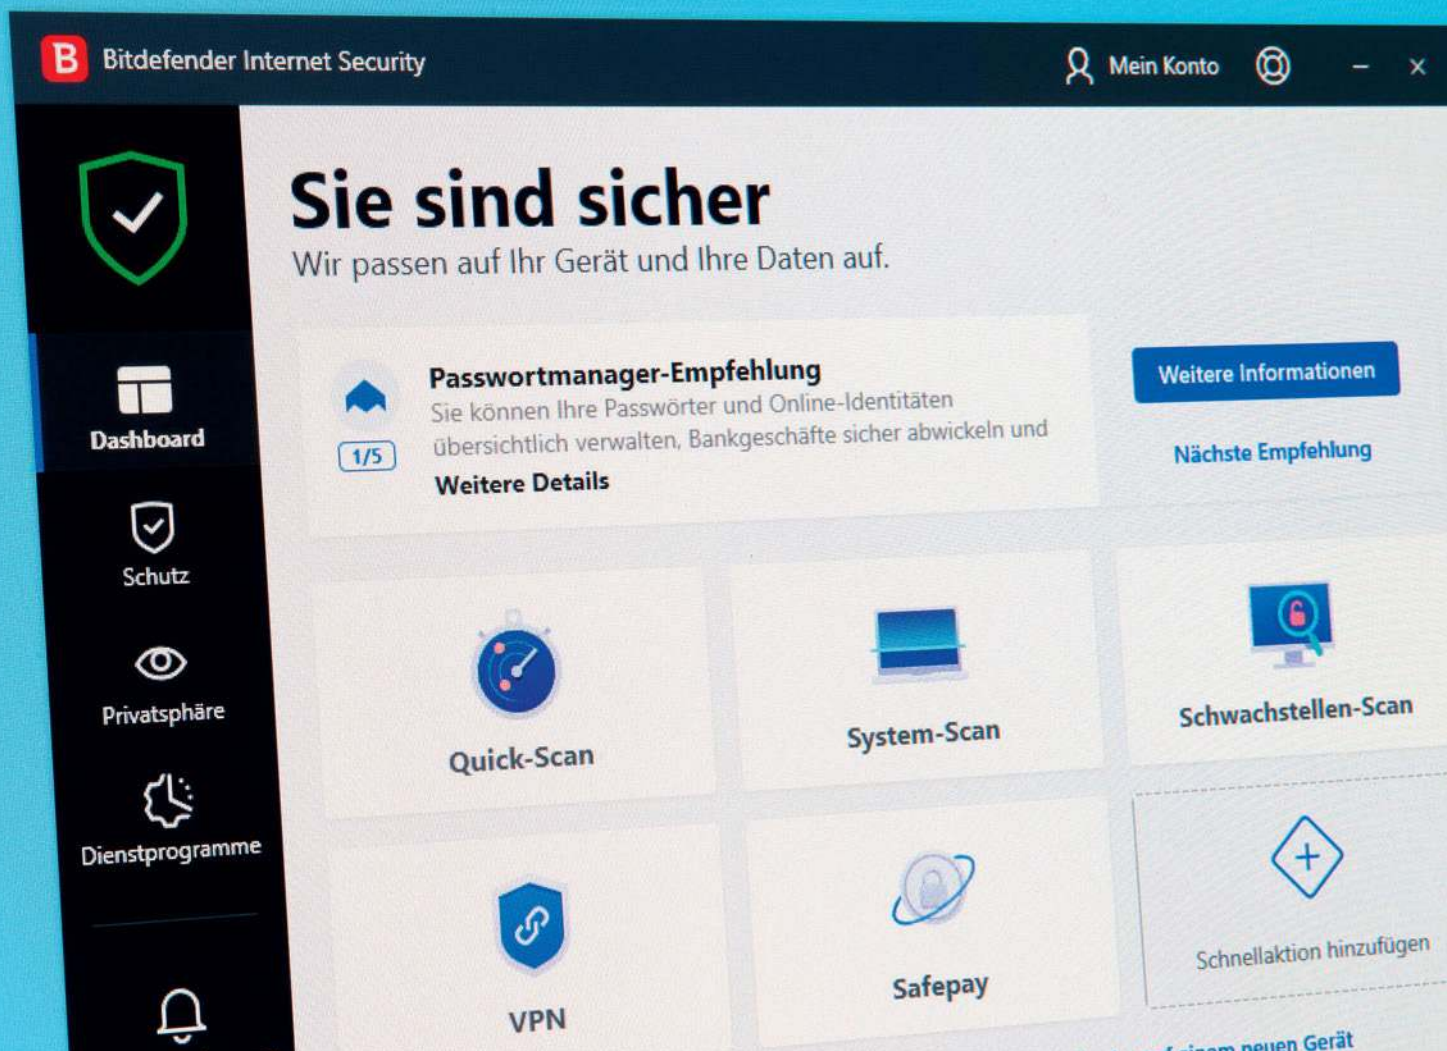 B Bitdefender Internet Security
Mein Konto
Sie sind sicher
Wir passen auf Ihr Gerät und Ihre Daten auf.
Passwortmanager-Empfehlung
Sie können Ihre Passwörter und Online-Identitäten
übersichtlich verwalten, Bankgeschäfte sicher abwickeln und
Weitere Details
1/5
Weitere Informationen
Nächste Empfehlung
Dashboard
Schutz
Privatsphäre
Dienstprogramme
Quick-Scan
System-Scan
Schwachstellen-Scan
VPN
Safepay
Schnellaktion hinzufügen
einem neuen Gerät